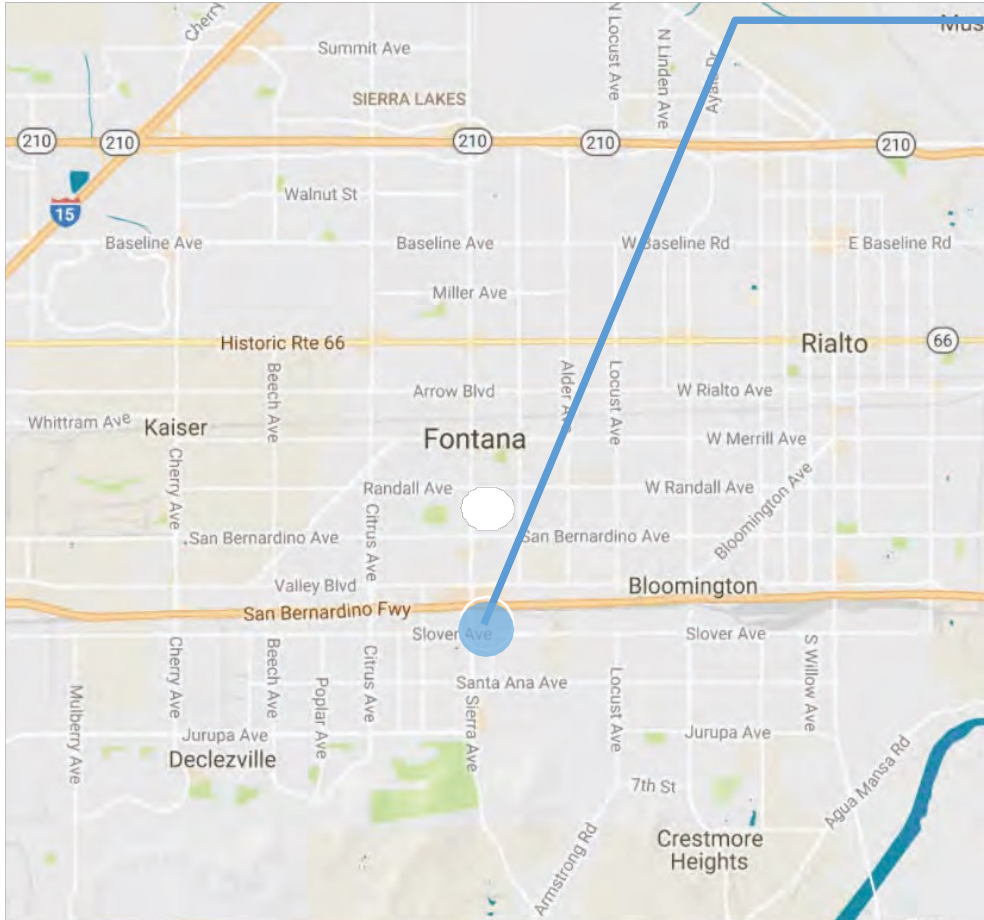 Cherry
Mus
Summit Ave
N Locust Ave
N Linden Ave
Ayala Dr
SIERRA LAKES
210
210
210
210
210
Walnut St
15
Baseline Ave
Baseline Ave
W Baseline Rd
E Baseline Rd
Miller Ave
Historic Rte 66
Rialto
66
Beech Ave
Arrow Blvd
Alder Ave
Locust Ave
W Rialto Ave
Whittram Ave
Kaiser
Fontana
W Merrill Ave
Cherry Ave
Randall Ave
W Randall Ave
Bloomington Ave
Citrus Ave
San Bernardino Ave
San Bernardino Ave
Valley Blvd
Bloomington
San Bernardino Fwy
Slover Ave
Slover Ave
Cherry Ave
Beech Ave
Citrus Ave
S Willow Ave
Mulberry Ave
Poplar Ave
Santa Ana Ave
Sierra Ave
Locust Ave
Jurupa Ave
Jurupa Ave
Declezville
7th St
Agua Mansa Rd
Armstrong Rd
Crestmore
Heights